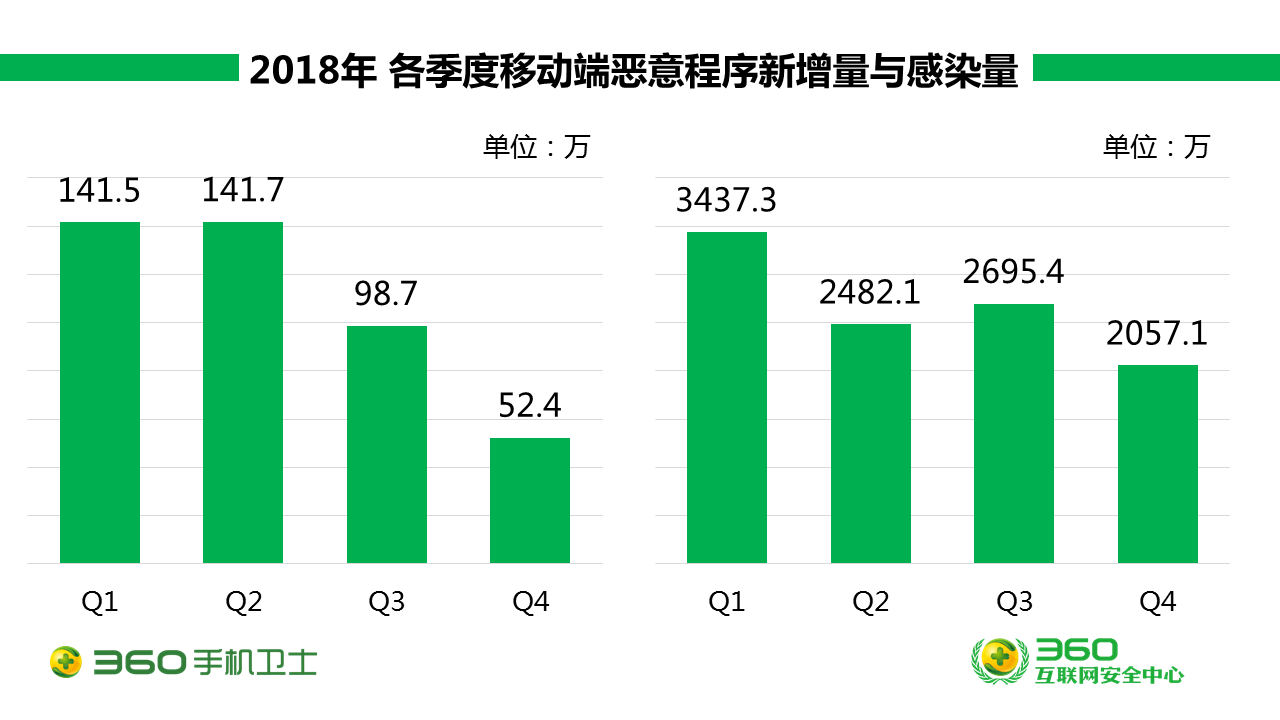 2018年 各季度移动端恶意程序新增量与感染量
单位：万
141.5
141.7
98.7
52.4
Q1
Q2
Q3
Q4
单位：万
3437.3
2482.1
2695.4
2057.1
Q1
Q2
Q3
Q4
360手机卫士
360
互联网安全中心